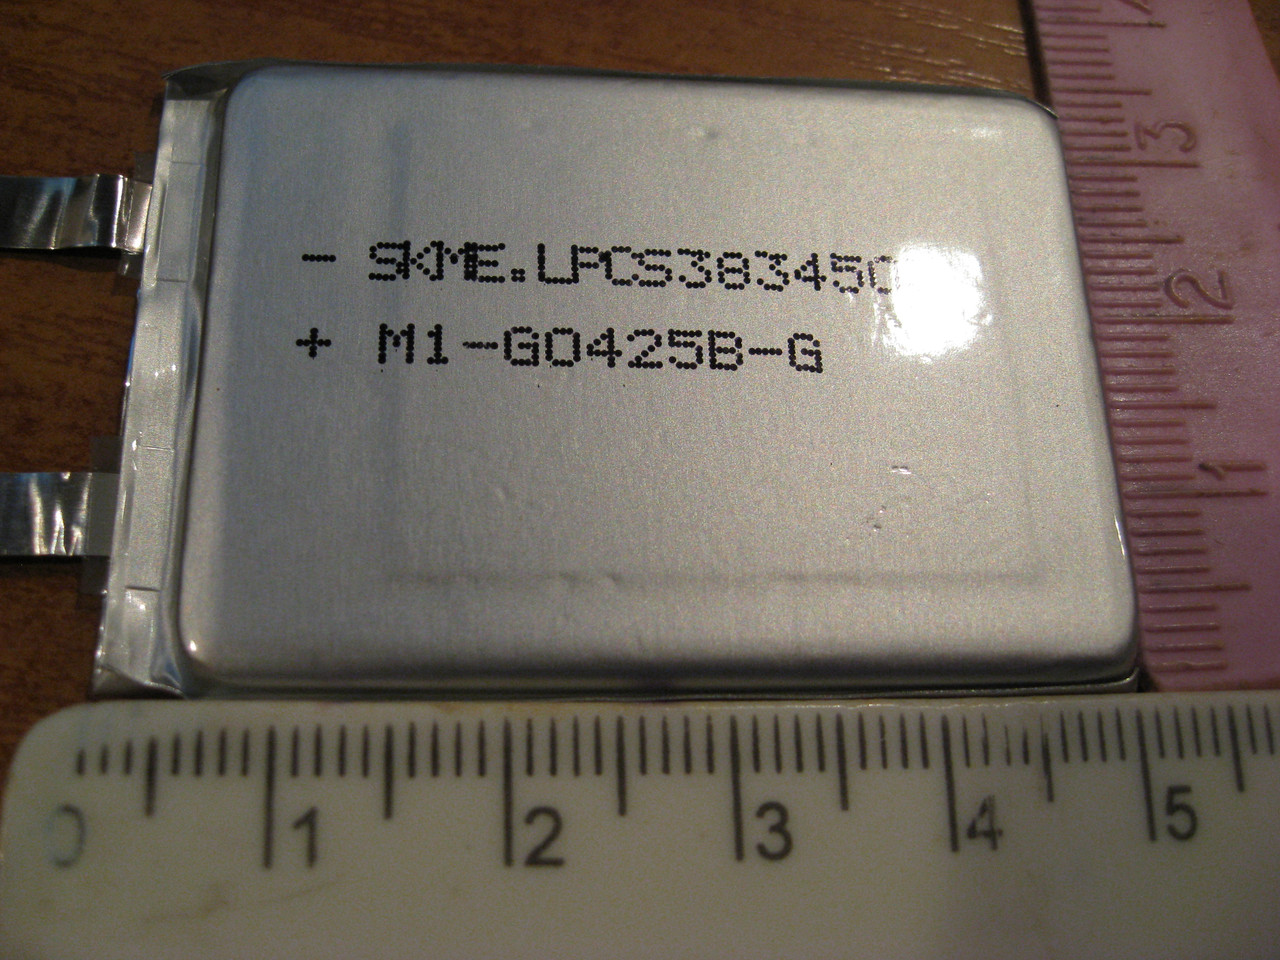 - SKME.LPCS383450
+ M1-G0425B-G
0 1 2 3 4 5
3
2
1